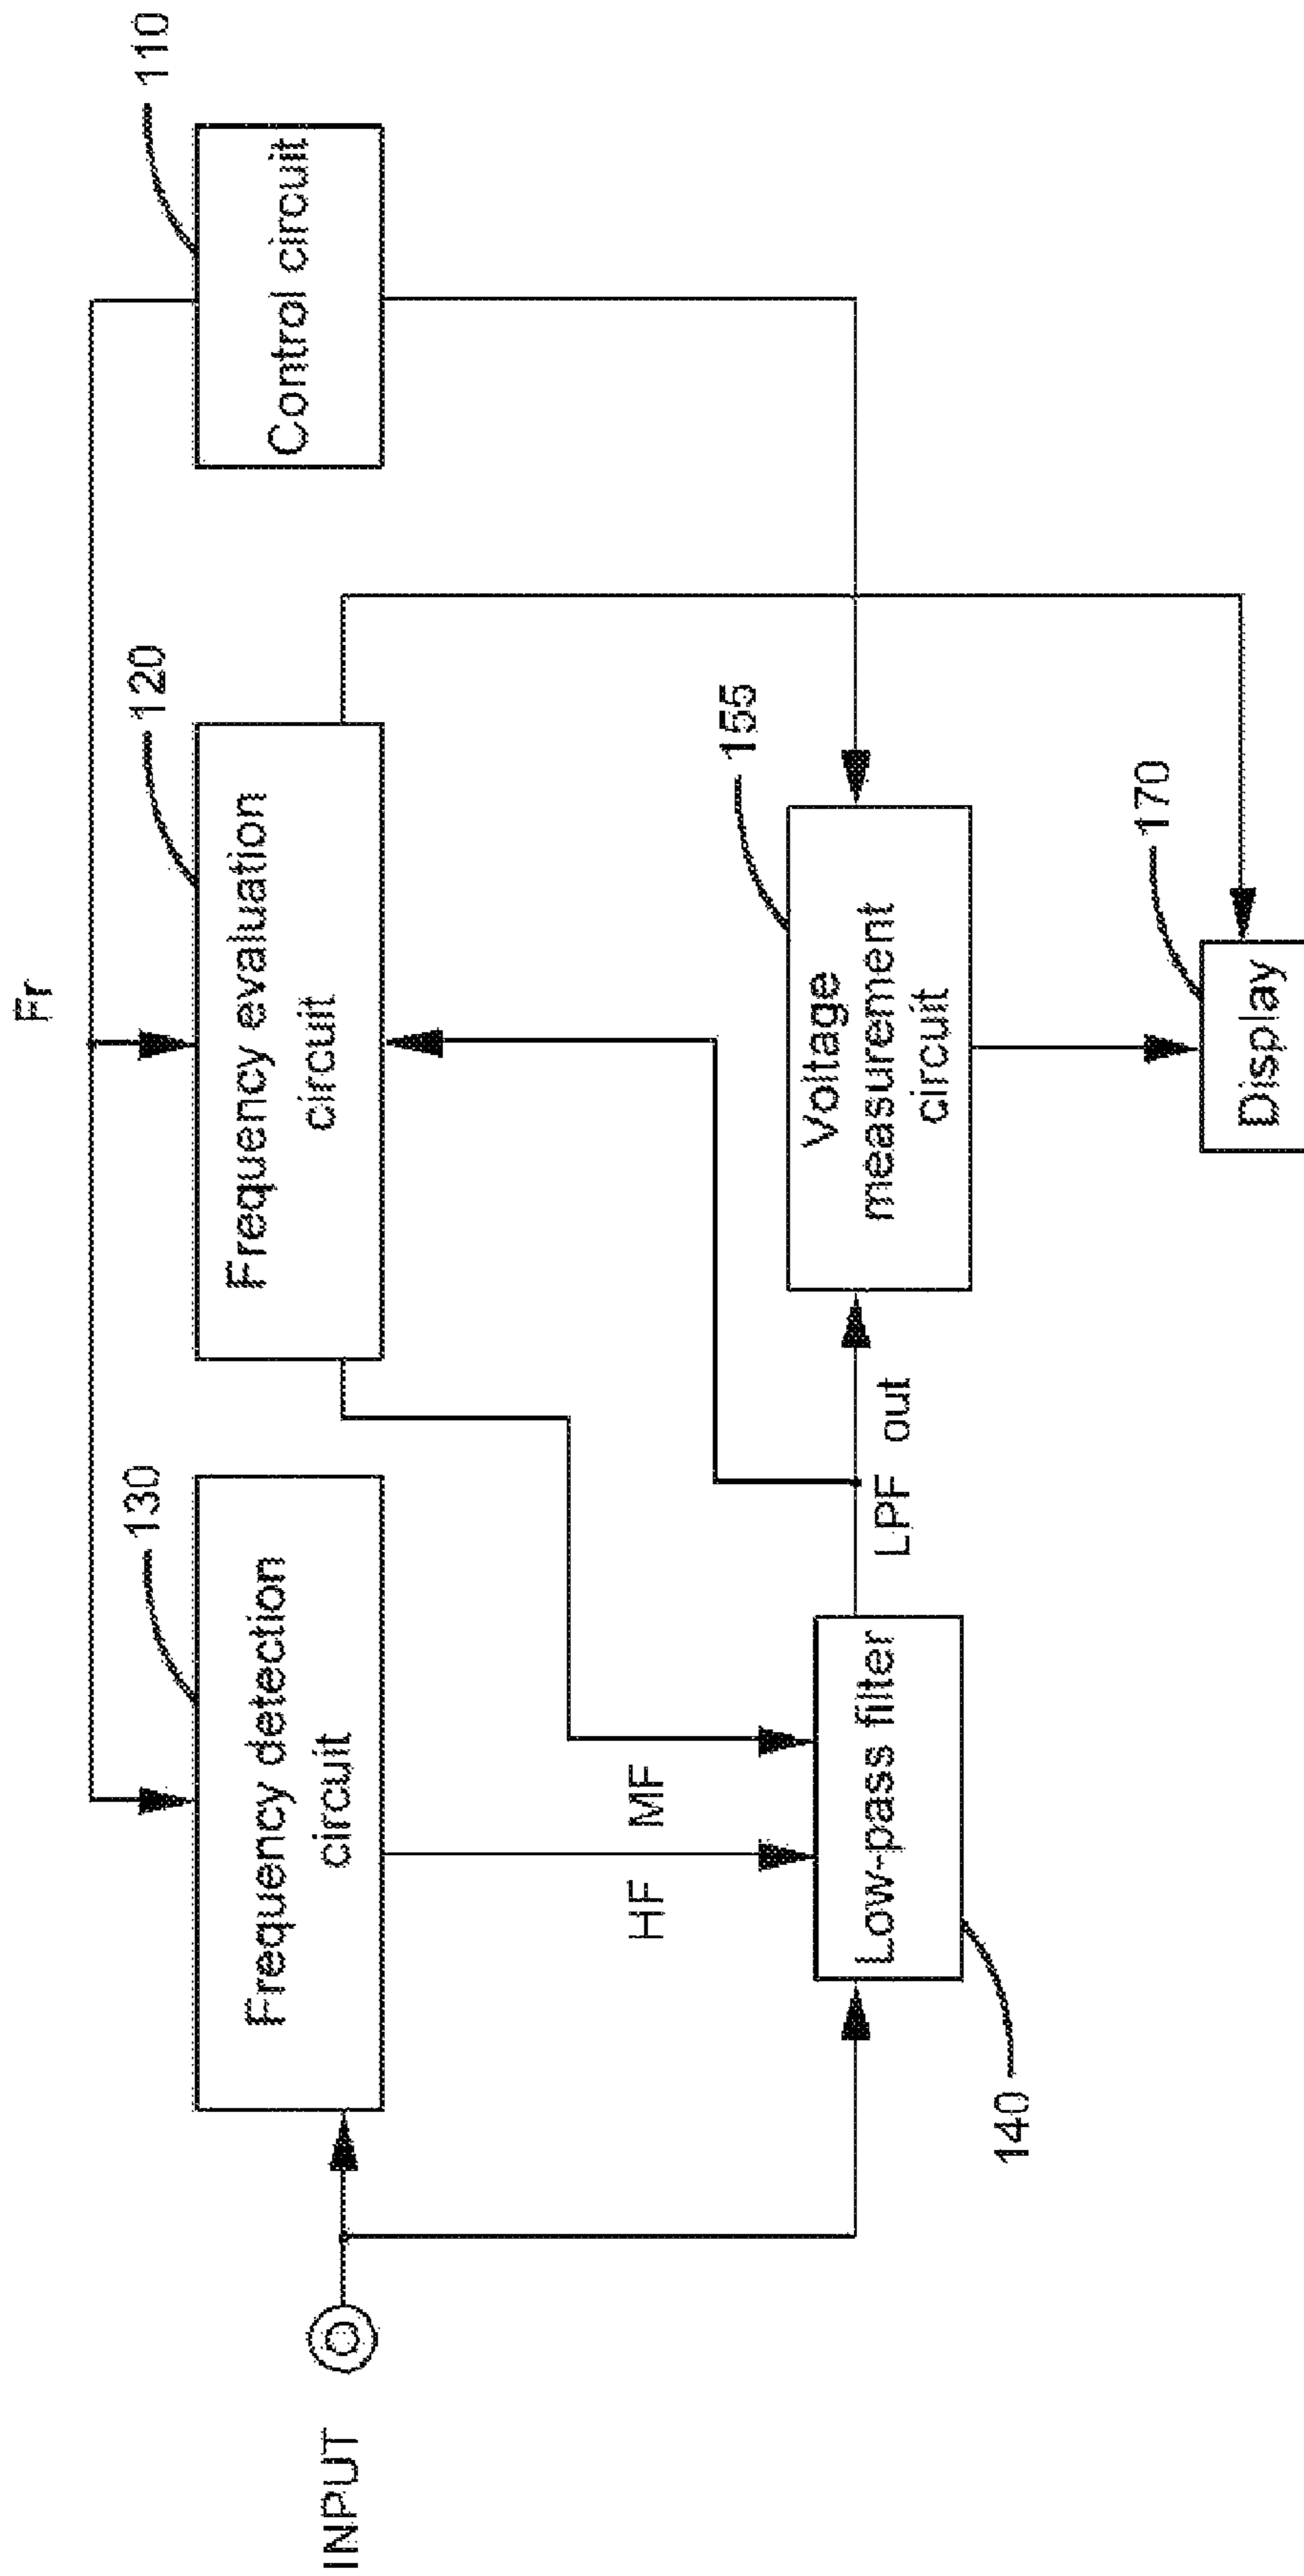 Fr
130
120
110
Frequency detection
circuit
Frequency evaluation
circuit
Control circuit
INPUT
HF
MF
155
Low-pass filter
LPF out
Voltage
measurement
circuit
140
170
Display